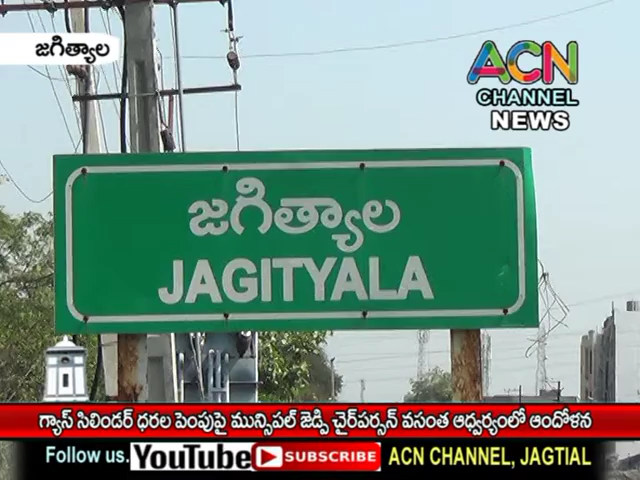 జగిత్యాల
ACN
CHANNEL
NEWS
జగిత్యాల
JAGITYALA
గ్యాస్ సిలిండర్ ధరల పెంపుపై మున్సిపల్ జెడ్పి చైర్‌పర్సన్ వసంత ఆధ్వర్యంలో ఆందోళన
Follow us. YouTube SUBSCRIBE ACN CHANNEL, JAGTIAL